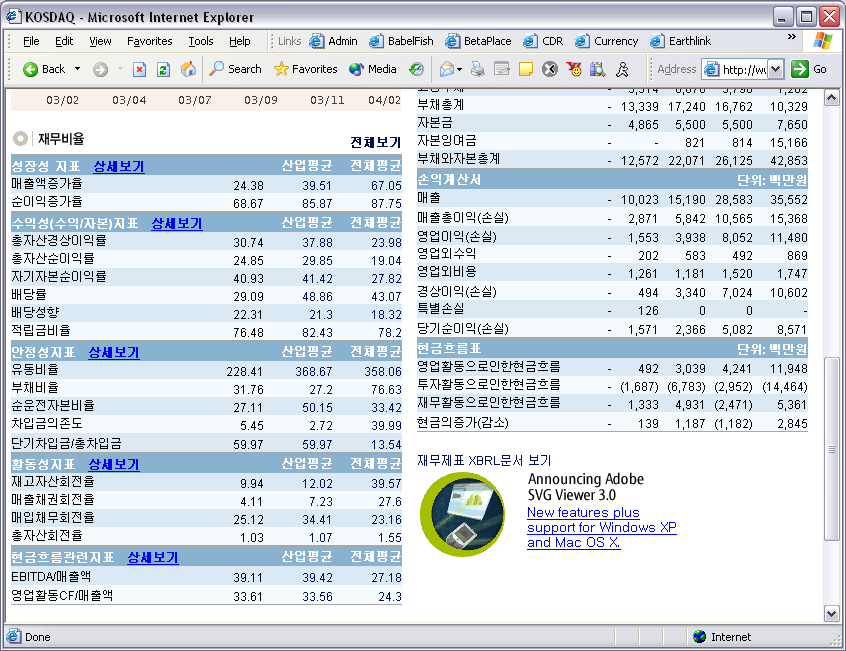 KOSDAQ - Microsoft Internet Explorer
File Edit View Favorites Tools Help Links Admin BabelFish BetaPlace CDR Currency Earthlink »
Back Search Favorites Media Address http://w Go
03/02 03/04 03/07 03/09 03/11 04/02
재무비율 전체보기
성장성 지표 상세보기 산업평균 전체평균
매출액증가율 24.38 39.51 67.05
순이익증가율 68.67 85.87 87.75
수익성(수익/자본)지표 상세보기 산업평균 전체평균
총자산경상이익률 30.74 37.88 23.98
총자산순이익률 24.85 29.85 19.04
자기자본순이익률 40.93 41.42 27.82
배당률 29.09 48.86 43.07
배당성향 22.31 21.3 18.32
적립금비율 76.48 82.43 78.2
안정성지표 상세보기 산업평균 전체평균
유동비율 228.41 368.67 358.06
부채비율 31.76 27.2 76.63
순운전자본비율 27.11 50.15 33.42
차입금의존도 5.45 2.72 39.99
단기차입금/총차입금 59.97 59.97 13.54
활동성지표 상세보기 산업평균 전체평균
재고자산회전율 9.94 12.02 39.57
매출채권회전율 4.11 7.23 27.6
매입채무회전율 25.12 34.41 23.16
총자산회전율 1.03 1.07 1.55
현금흐름관련지표 상세보기 산업평균 전체평균
EBITDA/매출액 39.11 39.42 27.18
영업활동CF/매출액 33.61 33.56 24.3
부채총계 - 13,339 17,240 16,762 10,329
자본금 - 4,865 5,500 5,500 7,650
자본잉여금 - - 821 814 15,166
부채와자본총계 - 12,572 22,071 26,125 42,853
손익계산서 단위: 백만원
매출 - 10,023 15,190 28,583 35,552
매출총이익(손실) - 2,871 5,842 10,565 15,368
영업이익(손실) - 1,553 3,938 8,052 11,480
영업외수익 - 202 583 492 869
영업외비용 - 1,261 1,181 1,520 1,747
경상이익(손실) - 494 3,340 7,024 10,602
특별손실 - 126 0 0 -
당기순이익(손실) - 1,571 2,366 5,082 8,571
현금흐름표 단위: 백만원
영업활동으로인한현금흐름 - 492 3,039 4,241 11,948
투자활동으로인한현금흐름 - (1,687) (6,783) (2,952) (14,464)
재무활동으로인한현금흐름 - 1,333 4,931 (2,471) 5,361
현금의증가(감소) - 139 1,187 (1,182) 2,845
재무제표 XBRL문서 보기
Announcing Adobe
SVG Viewer 3.0
New features plus
support for Windows XP
and Mac OS X.
Done Internet